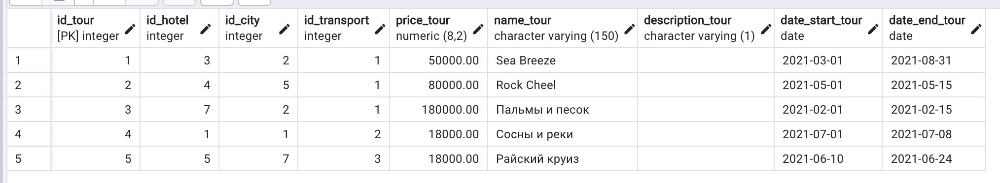 id_tour id_hotel id_city id_transport price_tour name_tour description_tour date_start_tour date_end_tour
[PK] integer integer integer integer numeric (8,2) character varying (150) character varying (1) date date
1 1 3 2 1 50000.00 Sea Breeze 2021-03-01 2021-08-31
2 2 4 5 1 80000.00 Rock Cheel 2021-05-01 2021-05-15
3 3 7 2 1 180000.00 Пальмы и песок 2021-02-01 2021-02-15
4 4 1 1 2 18000.00 Сосны и реки 2021-07-01 2021-07-08
5 5 5 7 3 18000.00 Райский круиз 2021-06-10 2021-06-24